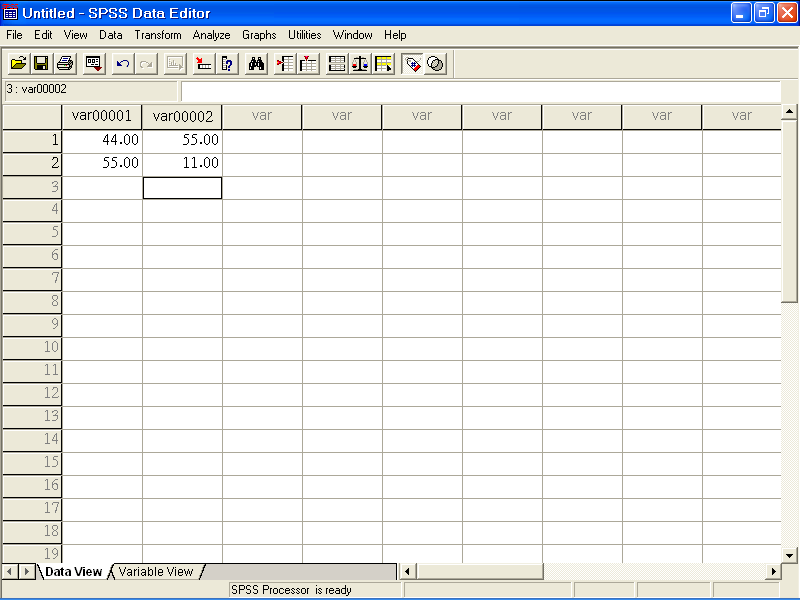 Untitled - SPSS Data Editor
File Edit View Data Transform Analyze Graphs Utilities Window Help
3 : var00002
var00001 var00002 var var var var var var var
1 44.00 55.00
2 55.00 11.00
3
4
5
6
7
8
9
10
11
12
13
14
15
16
17
18
19
Data View Variable View
SPSS Processor is ready